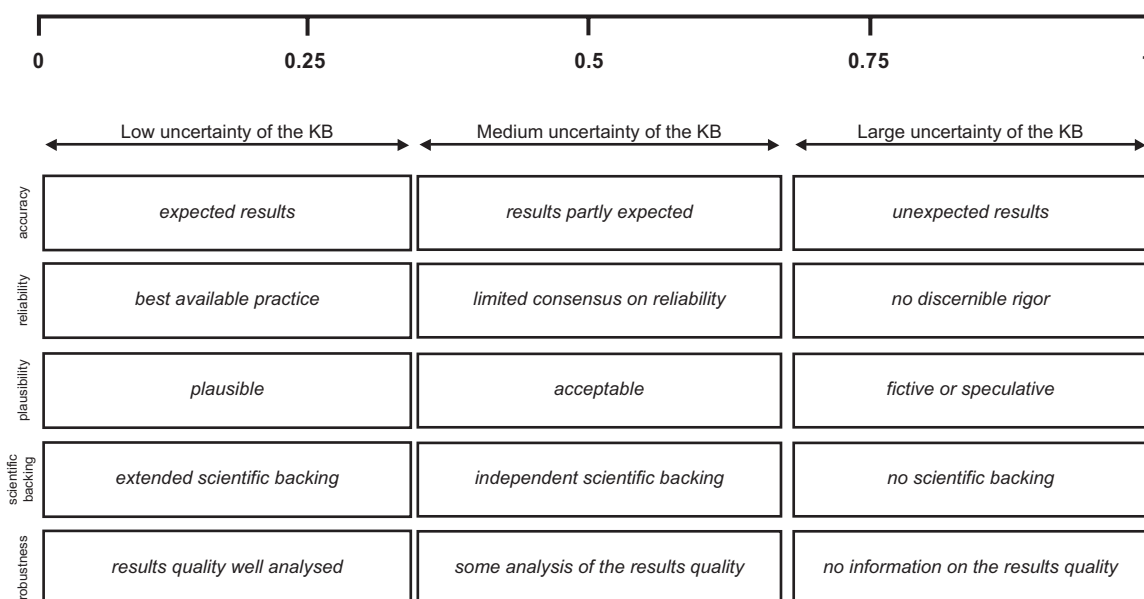 0 0.25 0.5 0.75
Low uncertainty of the KB Medium uncertainty of the KB Large uncertainty of the KB
accuracy expected results results partly expected unexpected results
reliability best available practice limited consensus on reliability no discernible rigor
plausibility plausible acceptable fictive or speculative
scientific
backing extended scientific backing independent scientific backing no scientific backing
robustness results quality well analysed some analysis of the results quality no information on the results quality